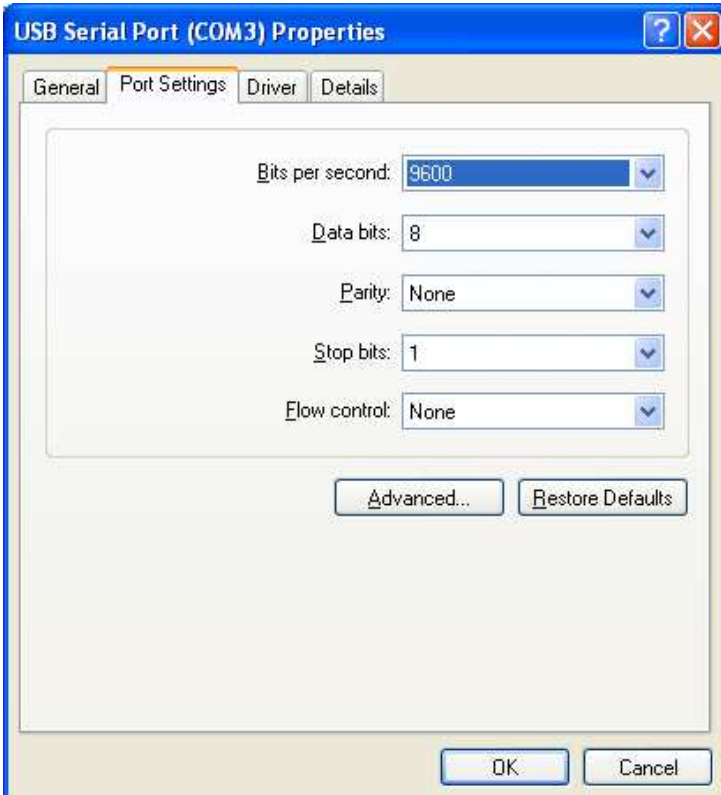 USB Serial Port (COM3) Properties
General Port Settings Driver Details
Bits per second: 9600
Data bits: 8
Parity: None
Stop bits: 1
Flow control: None
Advanced... Restore Defaults
OK Cancel